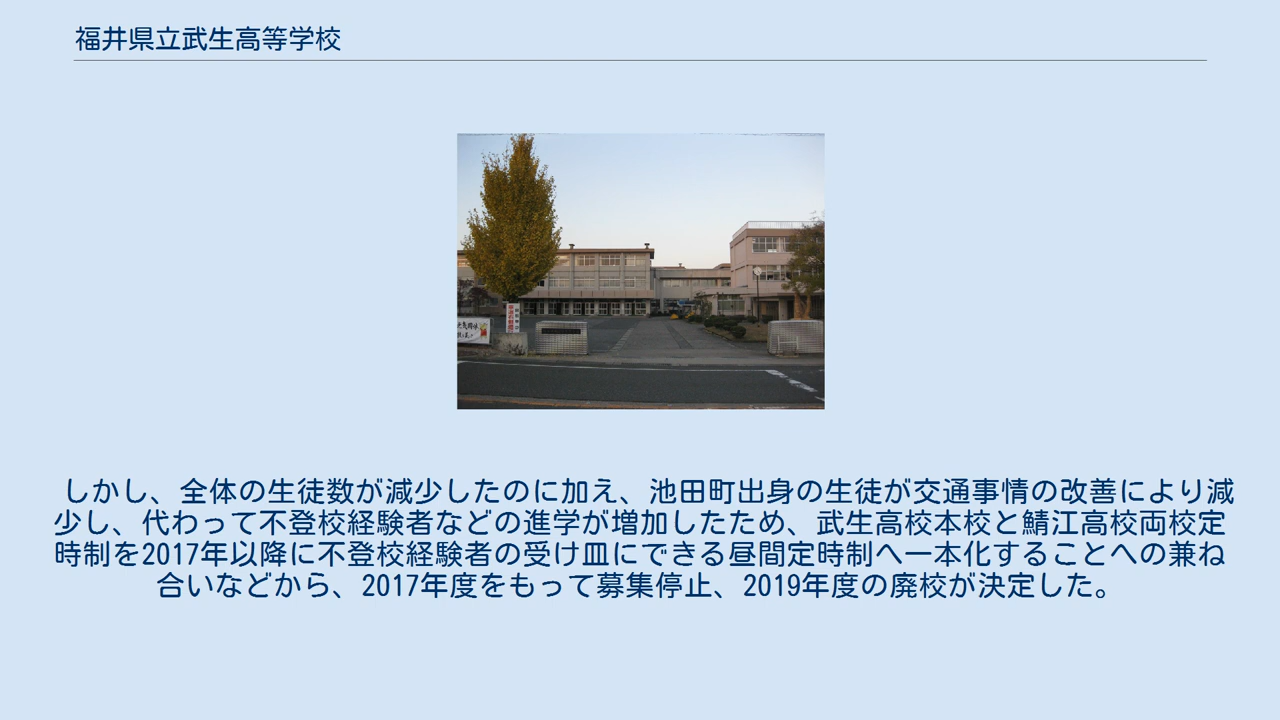 福井県立武生高等学校
しかし、全体の生徒数が減少したのに加え、池田町出身の生徒が交通事情の改善により減
少し、代わって不登校経験者などの進学が増加したため、武生高校本校と鯖江高校両校定
時制を2017年以降に不登校経験者の受け皿にできる昼間定時制へ一本化することへの兼ね
合いなどから、2017年度をもって募集停止、2019年度の廃校が決定した。